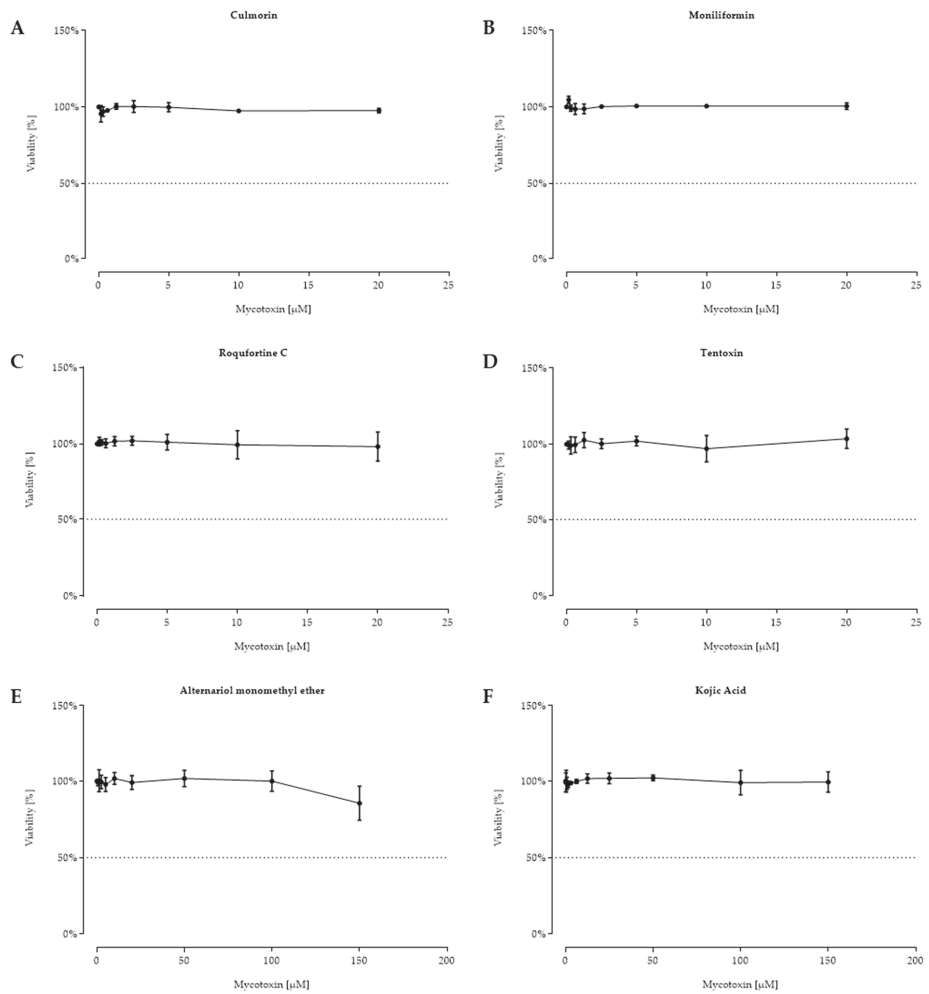 A
Culmorin
150%
100%
50%
0%
Viability [%]
0 5 10 15 20 25
Mycotoxin [µM]
B
Moniliformin
150%
100%
50%
0%
Viability [%]
0 5 10 15 20 25
Mycotoxin [µM]
C
Roqufortine C
150%
100%
50%
0%
Viability [%]
0 5 10 15 20 25
Mycotoxin [µM]
D
Tentoxin
150%
100%
50%
0%
Viability [%]
0 5 10 15 20 25
Mycotoxin [µM]
E
Alternariol monomethyl ether
150%
100%
50%
0%
Viability [%]
0 50 100 150 200
Mycotoxin [µM]
F
Kojic Acid
150%
100%
50%
0%
Viability [%]
0 50 100 150 200
Mycotoxin [µM]